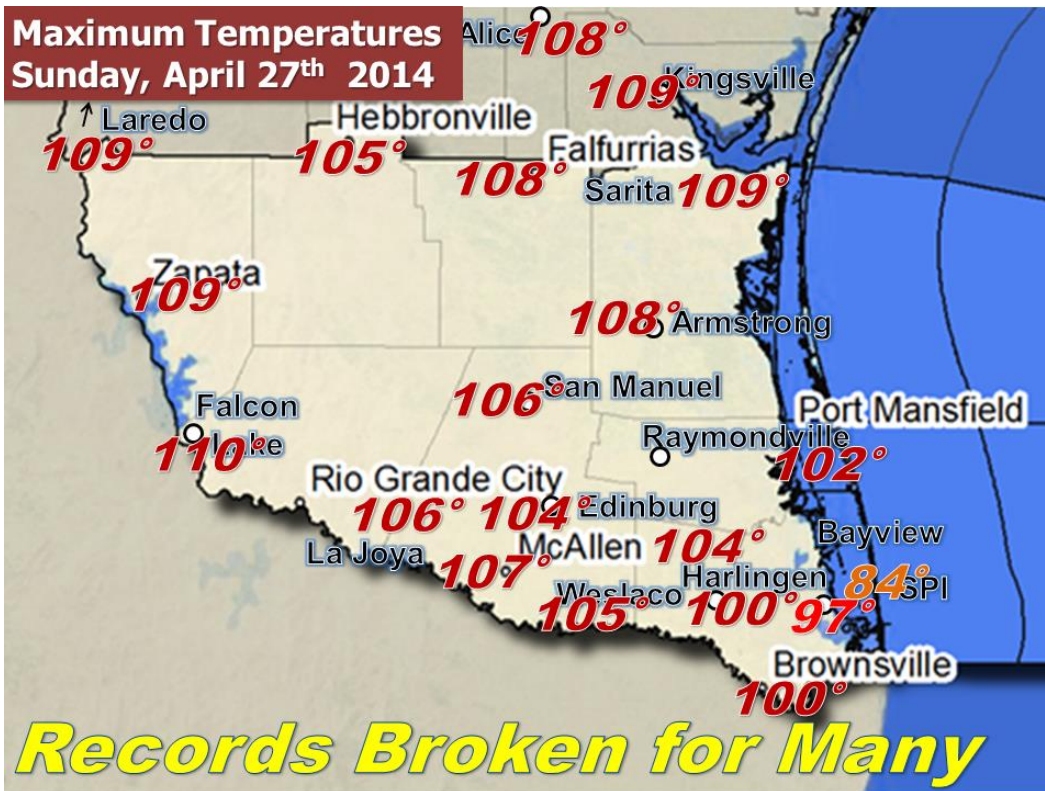 Maximum Temperatures
Sunday, April 27th 2014
Alice 108°
Kingsville
109°
Laredo
109°
Hebbronville
105°
Falfurrias
108°
Sarita 109°
Zapata
109°
108° Armstrong
San Manuel
106°
Falcon
Lake
110°
Port Mansfield
102°
Raymondville
Rio Grande City
106°
104° Edinburg
La Joya
McAllen
107°
104°
Weslaco
105°
Harlingen
100°
Bayview
97°
84° SPI
Brownsville
100°
Records Broken for Many